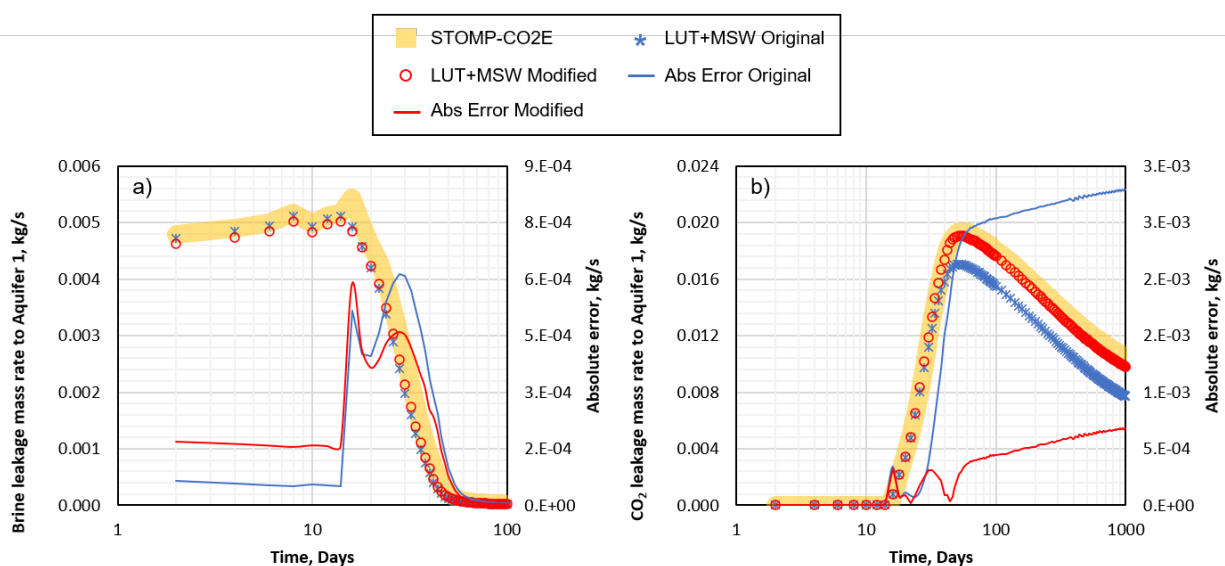 STOMP-CO2E
LUT+MSW Original
LUT+MSW Modified
Abs Error Original
Abs Error Modified
a)
Brine leakage mass rate to Aquifer 1, kg/s
0.006
0.005
0.004
0.003
0.002
0.001
0.000
9.E-04
8.E-04
6.E-04
5.E-04
3.E-04
2.E-04
0.E+00
Absolute error, kg/s
1
10
100
Time, Days
b)
CO₂ leakage mass rate to Aquifer 1, kg/s
0.024
0.020
0.016
0.012
0.008
0.004
0.000
3.E-03
3.E-03
2.E-03
2.E-03
1.E-03
5.E-04
0.E+00
Absolute error, kg/s
1
10
100
1000
Time, Days